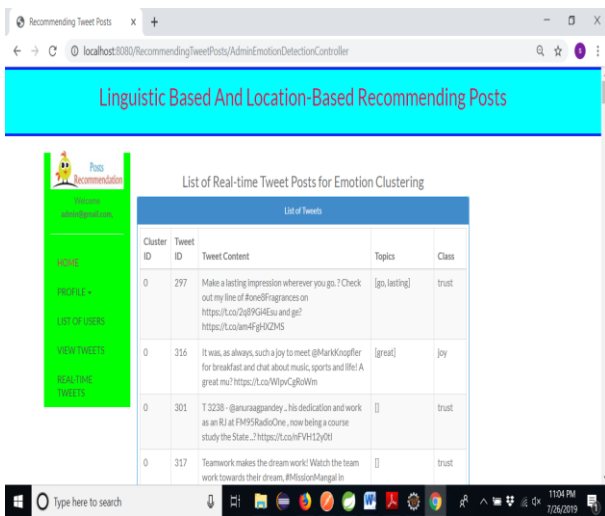 Recommending Tweet Posts
localhost:8080/RecommendingTweetPosts/AdminEmotionDetectionController
Linguistic Based And Location-Based Recommending Posts
Posts
Recommendation
Welcome
admin@gmail.com,
HOME
PROFILE
LIST OF USERS
VIEW TWEETS
REAL-TIME
TWEETS
List of Real-time Tweet Posts for Emotion Clustering
List of Tweets
Cluster ID Tweet ID Tweet Content Topics Class
0 297 Make a lasting impression wherever you go. ? Check [go, lasting] trust
out my line of #one8Fragrances on
https://t.co/2q89Gl4Esu and ge?
https://t.co/am4FgHXZMS
0 316 It was, as always, such a joy to meet @MarkKnopfler [great] joy
for breakfast and chat about music, sports and life! A
great mu? https://t.co/WlpvCgRoWm
0 301 T 3238 - @anuraagpandey .. his dedication and work [] trust
as an RJ at FM95RadioOne , now being a course
study the State ..? https://t.co/nFVH12y0tJ
0 317 Teamwork makes the dream work! Watch the team [] trust
work towards their dream, #MissionMangal in
Type here to search
11:04 PM
7/26/2019